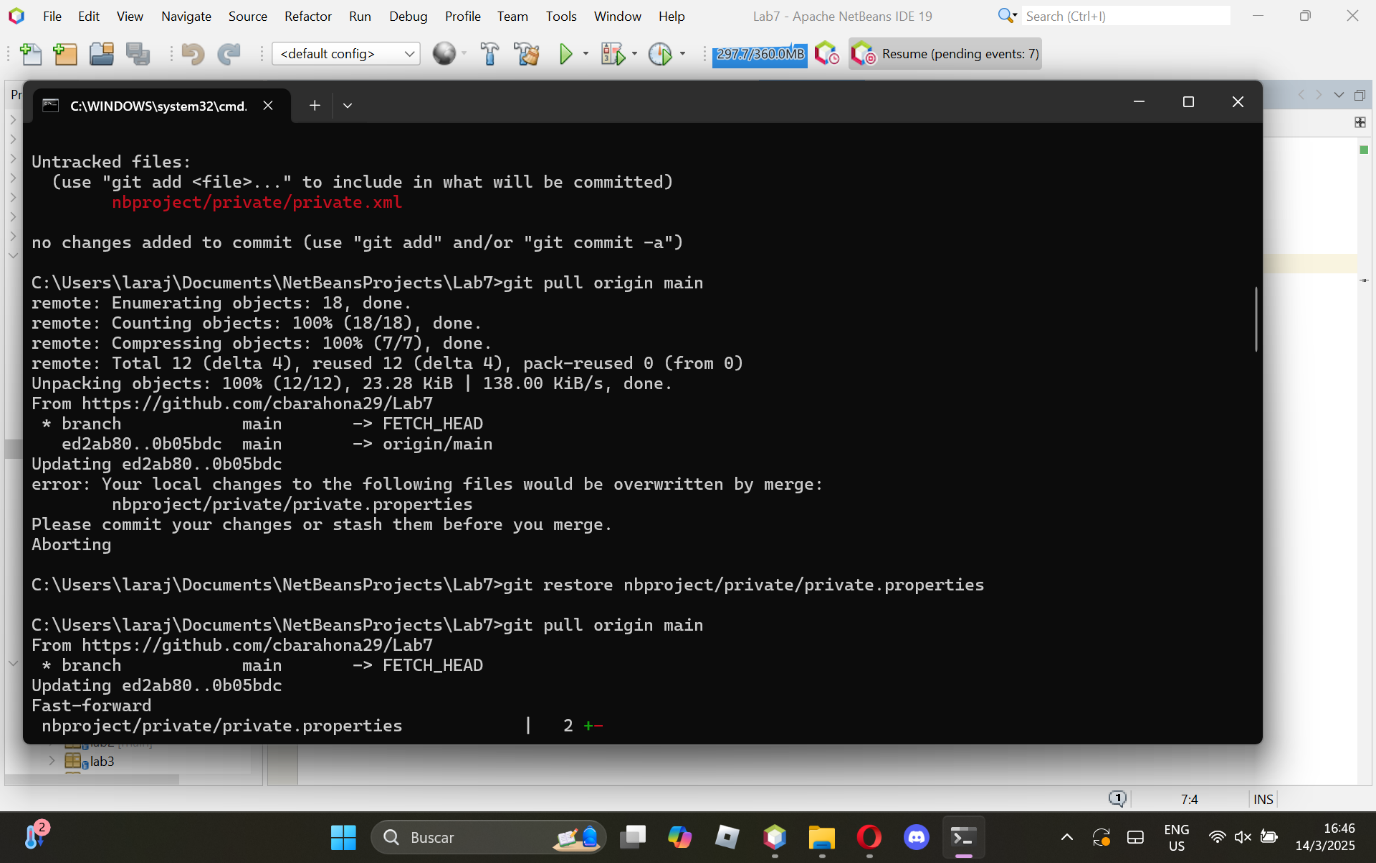 File Edit View Navigate Source Refactor Run Debug Profile Team Tools Window Help Lab7 - Apache NetBeans IDE 19 Search (Ctrl+I)
<default config> 297.7/360.0MB Resume (pending events: 7)
Pr
C:\WINDOWS\system32\cmd.
Untracked files:
(use "git add <file>..." to include in what will be committed)
nbproject/private/private.xml
no changes added to commit (use "git add" and/or "git commit -a")
C:\Users\laraj\Documents\NetBeansProjects\Lab7>git pull origin main
remote: Enumerating objects: 18, done.
remote: Counting objects: 100% (18/18), done.
remote: Compressing objects: 100% (7/7), done.
remote: Total 12 (delta 4), reused 12 (delta 4), pack-reused 0 (from 0)
Unpacking objects: 100% (12/12), 23.28 KiB | 138.00 KiB/s, done.
From https://github.com/cbarahona29/Lab7
* branch main -> FETCH_HEAD
ed2ab80..0b05bdc main -> origin/main
Updating ed2ab80..0b05bdc
error: Your local changes to the following files would be overwritten by merge:
nbproject/private/private.properties
Please commit your changes or stash them before you merge.
Aborting
C:\Users\laraj\Documents\NetBeansProjects\Lab7>git restore nbproject/private/private.properties
C:\Users\laraj\Documents\NetBeansProjects\Lab7>git pull origin main
From https://github.com/cbarahona29/Lab7
* branch main -> FETCH_HEAD
Updating ed2ab80..0b05bdc
Fast-forward
nbproject/private/private.properties | 2 +-
lab2 [main]
lab3
1 7:4 INS
2 Buscar ENG US 16:46
14/3/2025